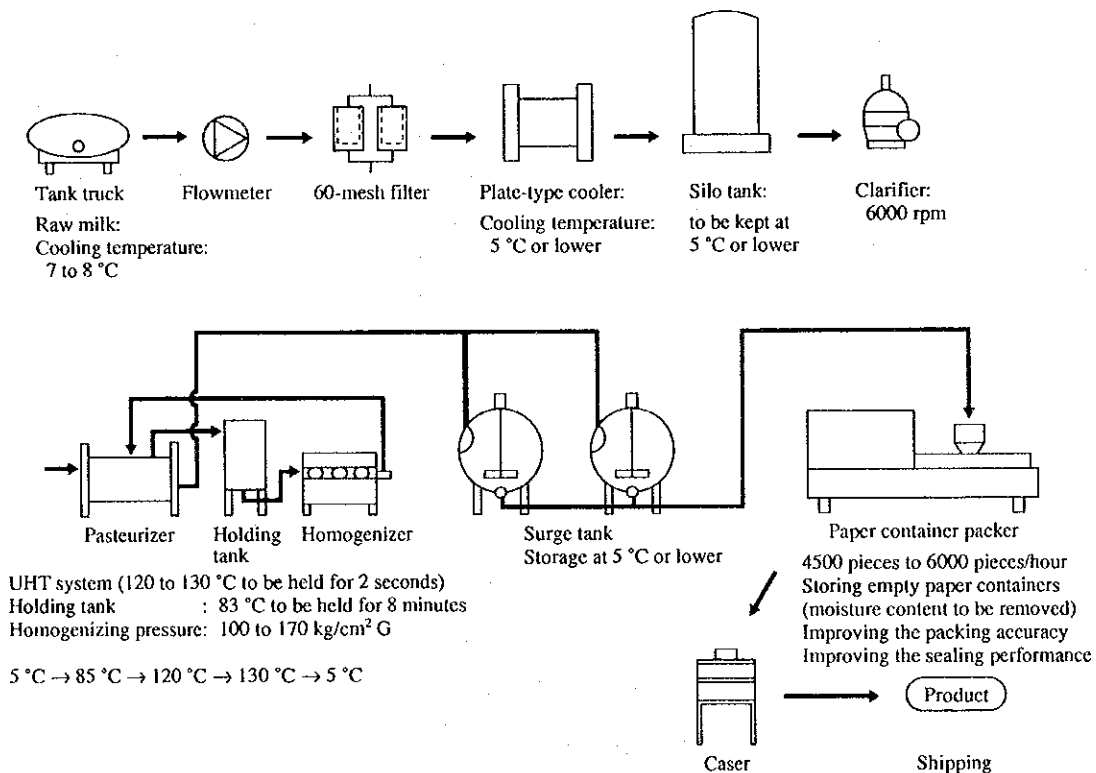 Tank truck
Raw milk:
Cooling temperature:
7 to 8 °C
Flowmeter
60-mesh filter
Plate-type cooler:
Cooling temperature:
5 °C or lower
Silo tank:
to be kept at
5 °C or lower
Clarifier:
6000 rpm
Pasteurizer
Holding
tank
Homogenizer
UHT system (120 to 130 °C to be held for 2 seconds)
Holding tank : 83 °C to be held for 8 minutes
Homogenizing pressure: 100 to 170 kg/cm² G
5 °C → 85 °C → 120 °C → 130 °C → 5 °C
Surge tank
Storage at 5 °C or lower
Paper container packer
4500 pieces to 6000 pieces/hour
Storing empty paper containers
(moisture content to be removed)
Improving the packing accuracy
Improving the sealing performance
Caser
Product
Shipping